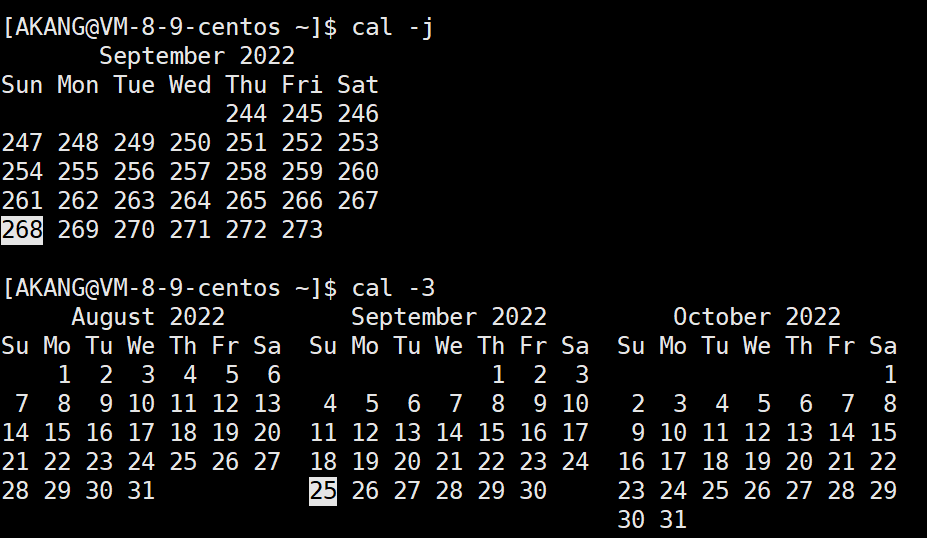 [AKANG@VM-8-9-centos ~]$ cal -j
       September 2022
Sun Mon Tue Wed Thu Fri Sat
                244 245 246
247 248 249 250 251 252 253
254 255 256 257 258 259 260
261 262 263 264 265 266 267
268 269 270 271 272 273
[AKANG@VM-8-9-centos ~]$ cal -3
     August 2022         September 2022         October 2022
Su Mo Tu We Th Fr Sa  Su Mo Tu We Th Fr Sa  Su Mo Tu We Th Fr Sa
    1  2  3  4  5  6               1  2  3                     1
 7  8  9 10 11 12 13   4  5  6  7  8  9 10   2  3  4  5  6  7  8
14 15 16 17 18 19 20  11 12 13 14 15 16 17   9 10 11 12 13 14 15
21 22 23 24 25 26 27  18 19 20 21 22 23 24  16 17 18 19 20 21 22
28 29 30 31           25 26 27 28 29 30     23 24 25 26 27 28 29
                                            30 31